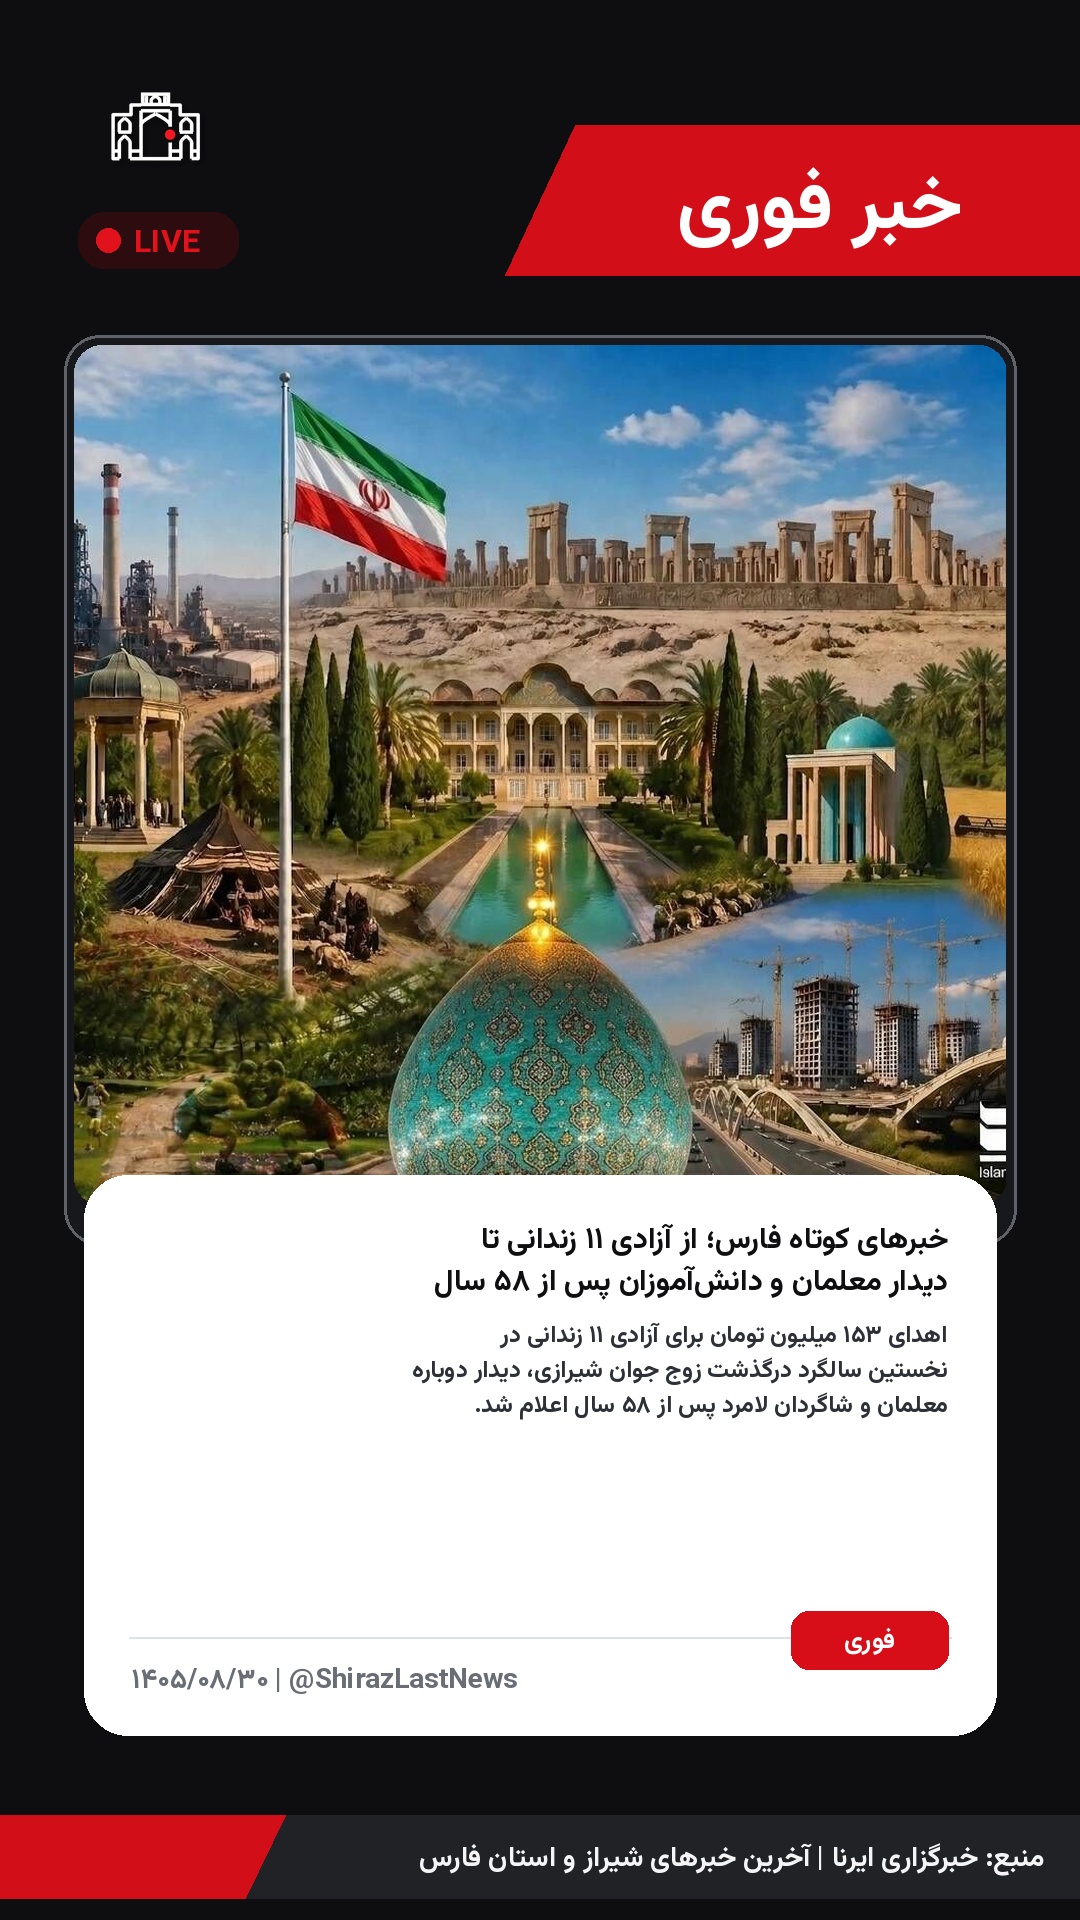 خبر فوری
LIVE
Islar
خبرهای کوتاه فارس؛ از آزادی ۱۱ زندانی تا
دیدار معلمان و دانش‌آموزان پس از ۵۸ سال
اهدای ۱۵۳ میلیون تومان برای آزادی ۱۱ زندانی در
نخستین سالگرد درگذشت زوج جوان شیرازی، دیدار دوباره
معلمان و شاگردان لامرد پس از ۵۸ سال اعلام شد.
فوری
۱۴۰۵/۰۸/۳۰ | @ShirazLastNews
منبع: خبرگزاری ایرنا | آخرین خبرهای شیراز و استان فارس